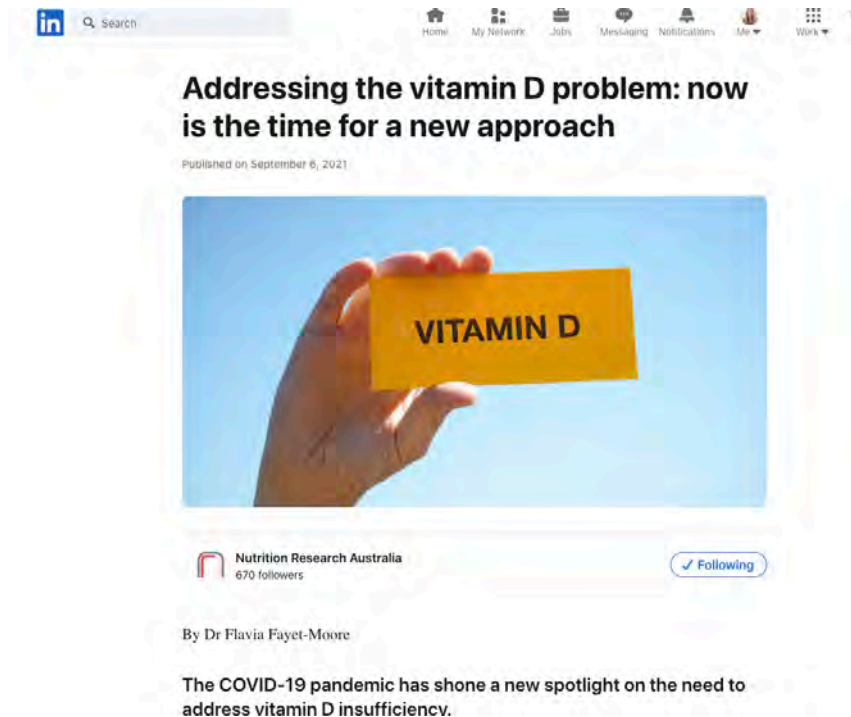 in
Search
Home My Network Jobs Messaging Notifications Me Work
Addressing the vitamin D problem: now
is the time for a new approach
Published on September 6, 2021
VITAMIN D
Nutrition Research Australia
670 followers
Following
By Dr Flavia Fayet-Moore
The COVID-19 pandemic has shone a new spotlight on the need to
address vitamin D insufficiency.